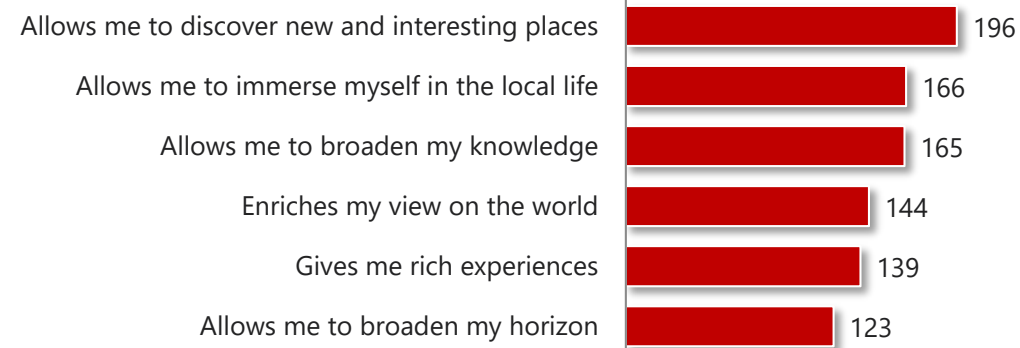 Allows me to discover new and interesting places 196
Allows me to immerse myself in the local life 166
Allows me to broaden my knowledge 165
Enriches my view on the world 144
Gives me rich experiences 139
Allows me to broaden my horizon 123